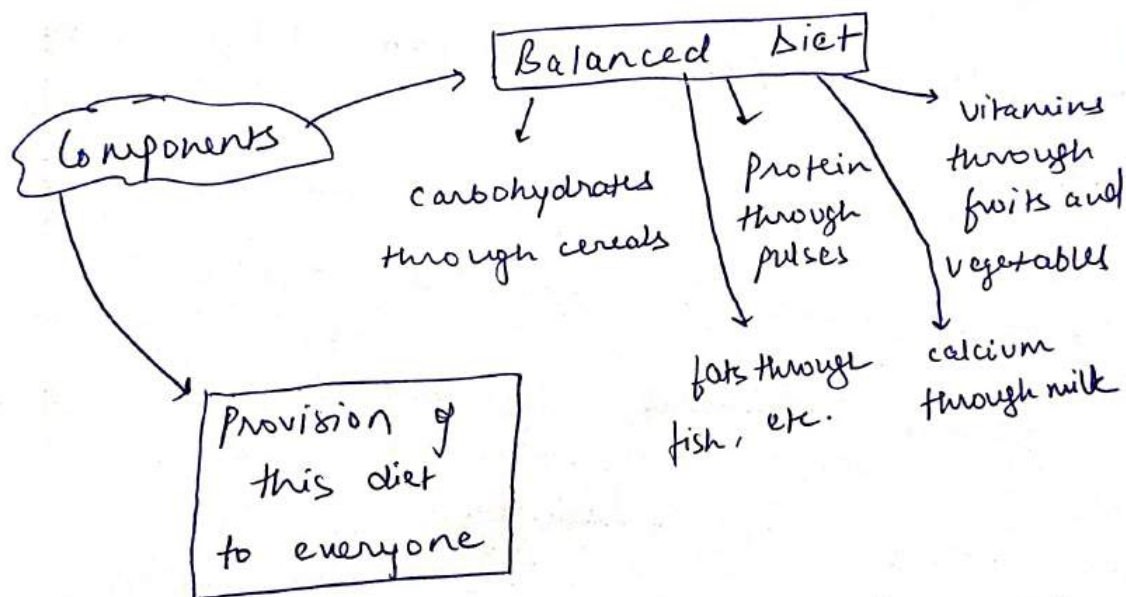 Balanced Diet
Components
carbohydrates
through cereals
Protein
through
pulses
vitamins
through
fruits and
vegetables
fats through
fish, etc.
calcium
through milk
Provision of
this diet
to everyone